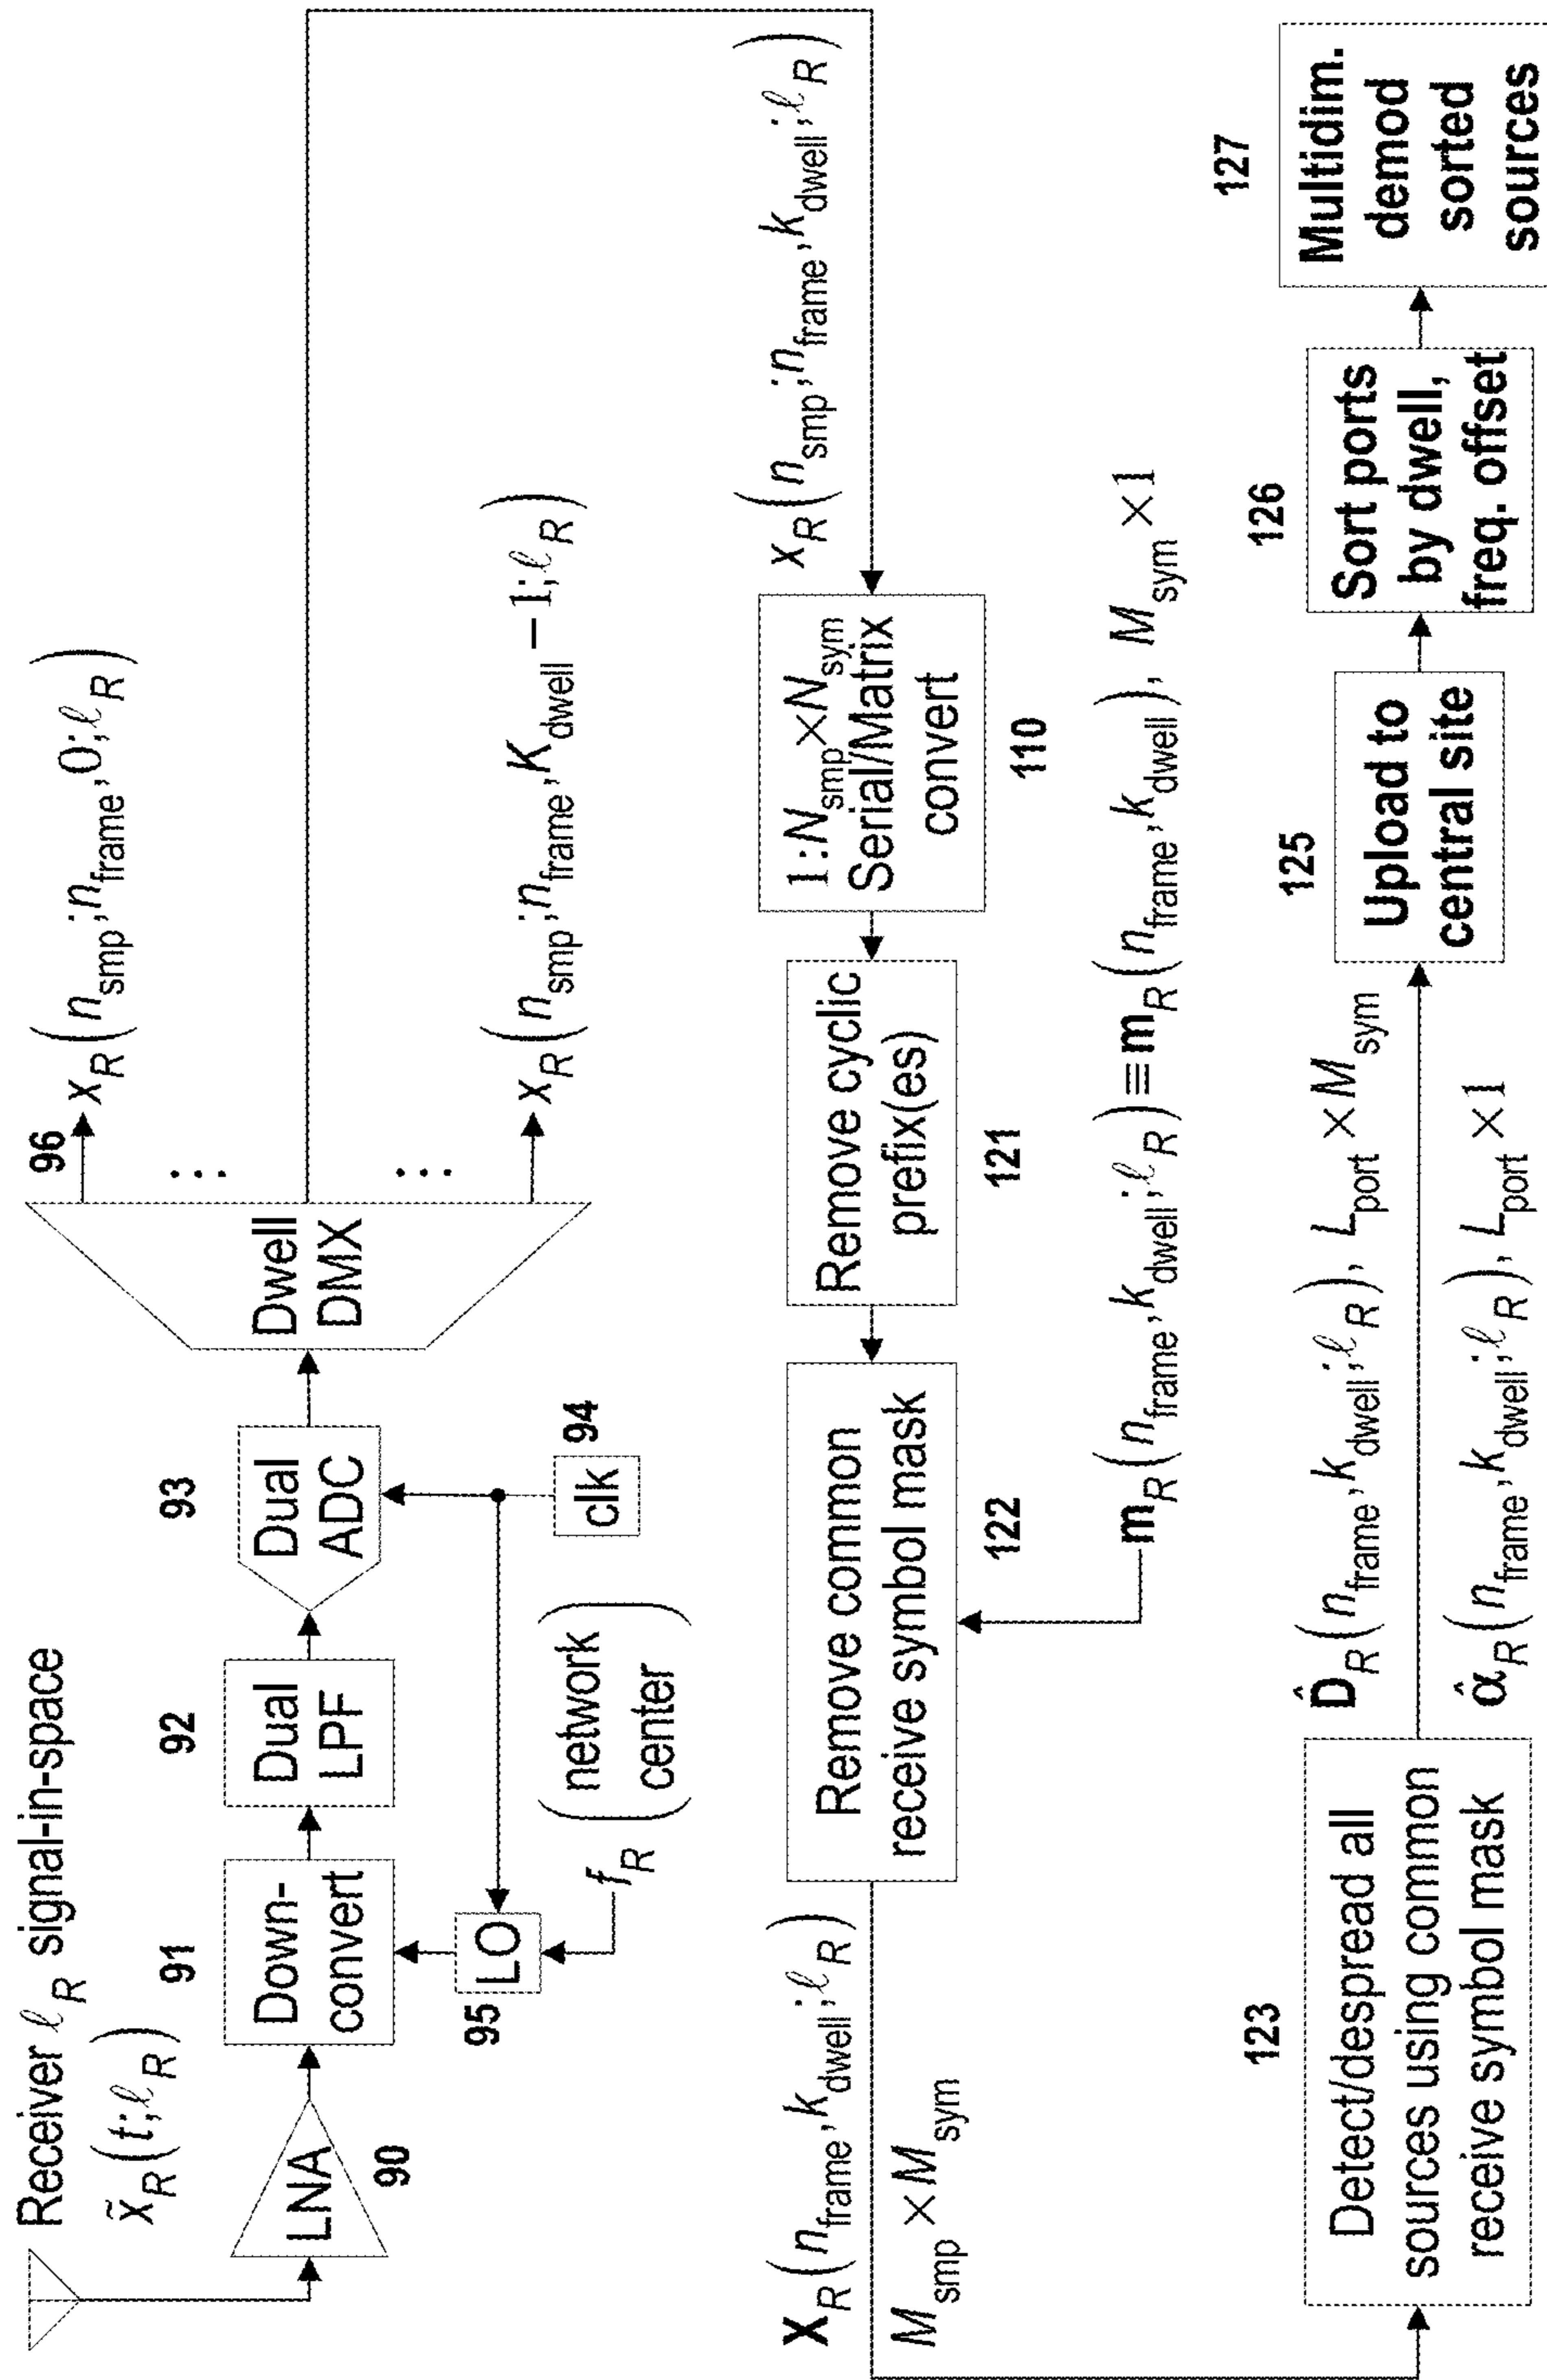 Receiver ℓ_R signal-in-space
x̃_R(t;ℓ_R)
LNA
90
91
Down-
convert
92
Dual
LPF
93
Dual
ADC
94
clk
95
LO
f_R (network
center)
96
Dwell
DMX
x_R(n_smp;n_frame,0;ℓ_R)
⋮
⋮
x_R(n_smp;n_frame,K_dwell−1;ℓ_R)
x_R(n_smp;n_frame,k_dwell;ℓ_R)
1:N_smp×N_sym
Serial/Matrix
convert
110
Remove cyclic
prefix(es)
121
Remove common
receive symbol mask
122
m_R(n_frame,k_dwell;ℓ_R)≡m_R(n_frame,k_dwell), M_sym×1
X_R(n_frame,k_dwell;ℓ_R)
M_smp×M_sym
123
Detect/despread all
sources using common
receive symbol mask
D̂_R(n_frame,k_dwell;ℓ_R), L_port×M_sym
α̂_R(n_frame,k_dwell;ℓ_R), L_port×1
125
Upload to
central site
126
Sort ports
by dwell,
freq. offset
127
Multidim.
demod
sorted
sources